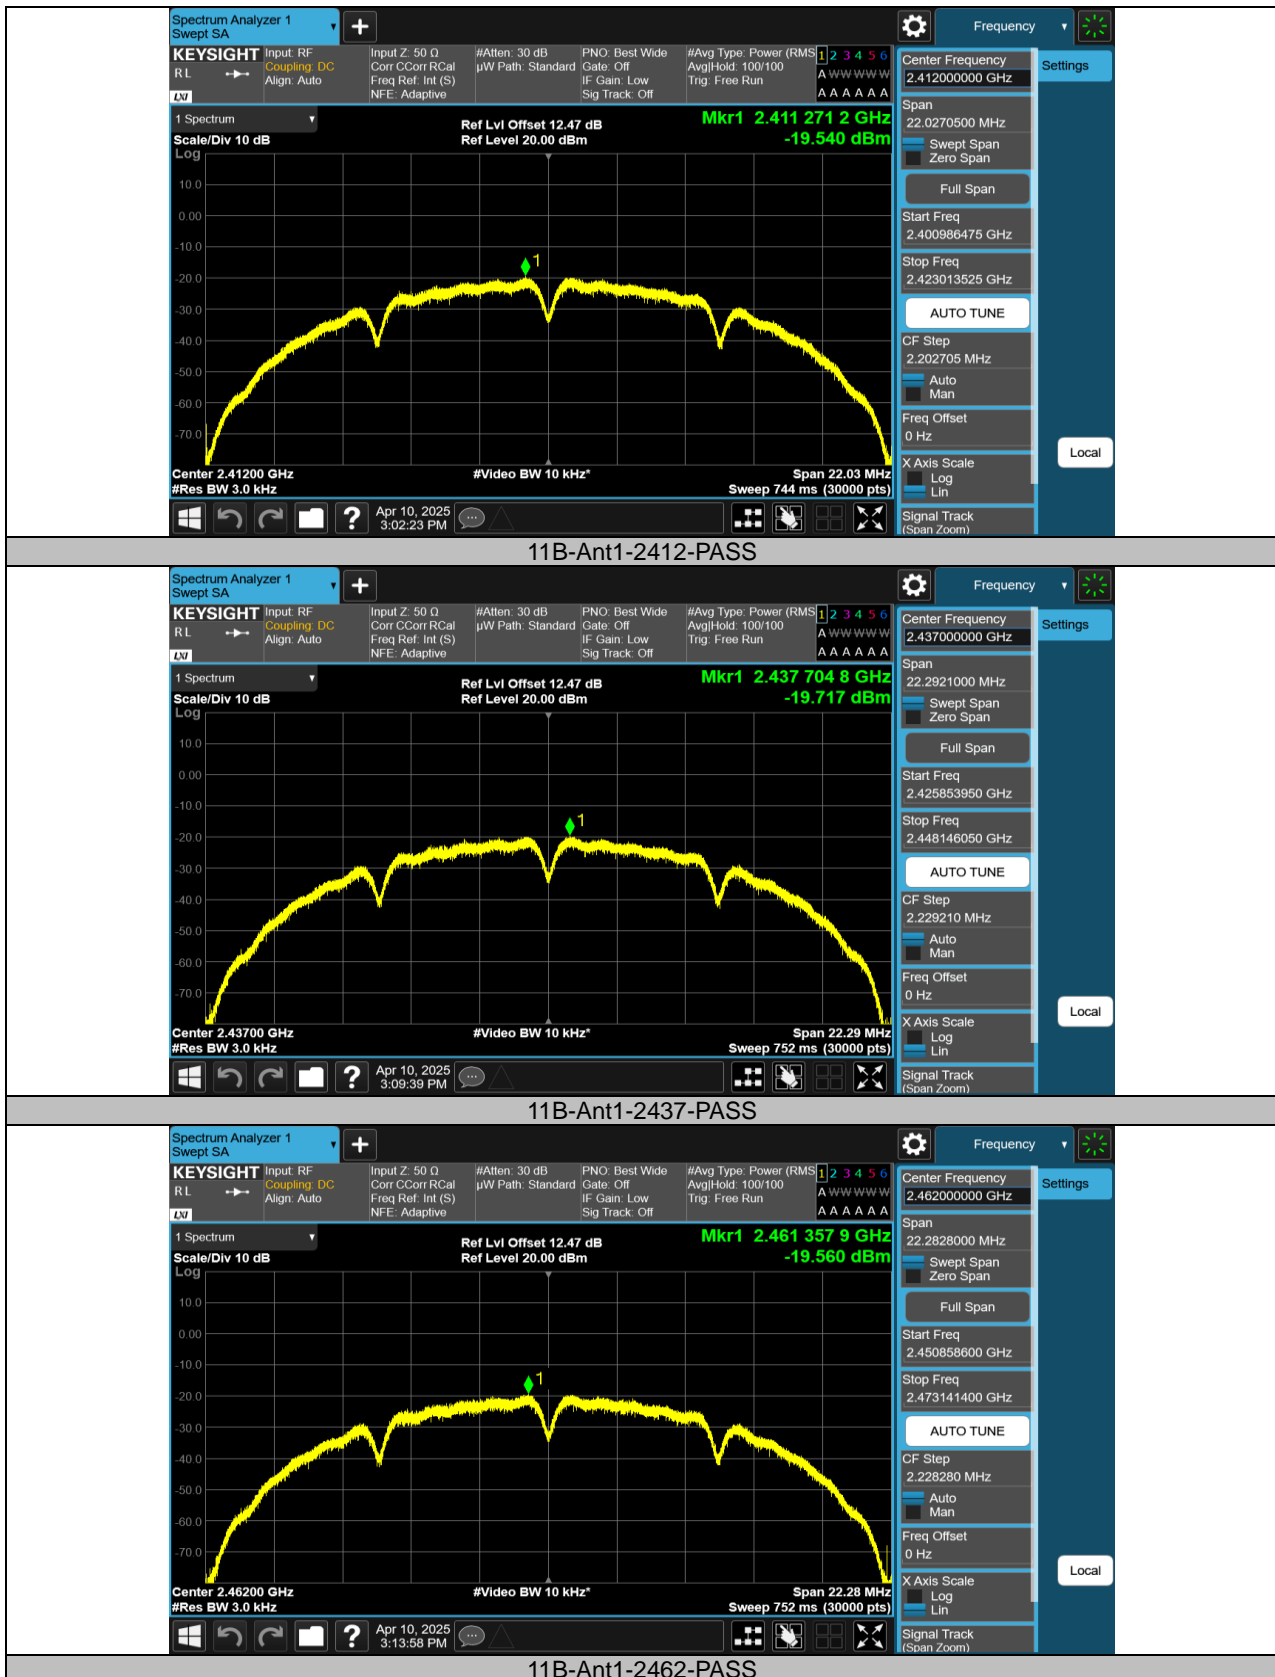 Spectrum Analyzer 1
Swept SA
Frequency
KEYSIGHT
R L
LXI
Input: RF
Coupling: DC
Align: Auto
Input Z: 50 Ω
Corr CCorr RCal
Freq Ref: Int (S)
NFE: Adaptive
#Atten: 30 dB
µW Path: Standard
PNO: Best Wide
Gate: Off
IF Gain: Low
Sig Track: Off
#Avg Type: Power (RMS
Avg|Hold: 100/100
Trig: Free Run
1 2 3 4 5 6
A W W W W W
A A A A A A
Center Frequency
2.412000000 GHz
Settings
Span
22.0270500 MHz
Swept Span
Zero Span
Full Span
Start Freq
2.400986475 GHz
Stop Freq
2.423013525 GHz
AUTO TUNE
CF Step
2.202705 MHz
Auto
Man
Freq Offset
0 Hz
X Axis Scale
Log
Lin
Local
Signal Track
(Span Zoom)
1 Spectrum
Scale/Div 10 dB
Ref Lvl Offset 12.47 dB
Ref Level 20.00 dBm
Mkr1 2.411 271 2 GHz
-19.540 dBm
Log
10.0
0.00
-10.0
1
-20.0
-30.0
-40.0
-50.0
-60.0
-70.0
Center 2.41200 GHz
#Video BW 10 kHz*
Span 22.03 MHz
#Res BW 3.0 kHz
Sweep 744 ms (30000 pts)
?
Apr 10, 2025
3:02:23 PM
11B-Ant1-2412-PASS
Spectrum Analyzer 1
Swept SA
Frequency
KEYSIGHT
R L
LXI
Input: RF
Coupling: DC
Align: Auto
Input Z: 50 Ω
Corr CCorr RCal
Freq Ref: Int (S)
NFE: Adaptive
#Atten: 30 dB
µW Path: Standard
PNO: Best Wide
Gate: Off
IF Gain: Low
Sig Track: Off
#Avg Type: Power (RMS
Avg|Hold: 100/100
Trig: Free Run
1 2 3 4 5 6
A W W W W W
A A A A A A
Center Frequency
2.437000000 GHz
Settings
Span
22.2921000 MHz
Swept Span
Zero Span
Full Span
Start Freq
2.425853950 GHz
Stop Freq
2.448146050 GHz
AUTO TUNE
CF Step
2.229210 MHz
Auto
Man
Freq Offset
0 Hz
X Axis Scale
Log
Lin
Local
Signal Track
(Span Zoom)
1 Spectrum
Scale/Div 10 dB
Ref Lvl Offset 12.47 dB
Ref Level 20.00 dBm
Mkr1 2.437 704 8 GHz
-19.717 dBm
Log
10.0
0.00
-10.0
1
-20.0
-30.0
-40.0
-50.0
-60.0
-70.0
Center 2.43700 GHz
#Video BW 10 kHz*
Span 22.29 MHz
#Res BW 3.0 kHz
Sweep 752 ms (30000 pts)
?
Apr 10, 2025
3:09:39 PM
11B-Ant1-2437-PASS
Spectrum Analyzer 1
Swept SA
Frequency
KEYSIGHT
R L
LXI
Input: RF
Coupling: DC
Align: Auto
Input Z: 50 Ω
Corr CCorr RCal
Freq Ref: Int (S)
NFE: Adaptive
#Atten: 30 dB
µW Path: Standard
PNO: Best Wide
Gate: Off
IF Gain: Low
Sig Track: Off
#Avg Type: Power (RMS
Avg|Hold: 100/100
Trig: Free Run
1 2 3 4 5 6
A W W W W W
A A A A A A
Center Frequency
2.462000000 GHz
Settings
Span
22.2828000 MHz
Swept Span
Zero Span
Full Span
Start Freq
2.450858600 GHz
Stop Freq
2.473141400 GHz
AUTO TUNE
CF Step
2.228280 MHz
Auto
Man
Freq Offset
0 Hz
X Axis Scale
Log
Lin
Local
Signal Track
(Span Zoom)
1 Spectrum
Scale/Div 10 dB
Ref Lvl Offset 12.47 dB
Ref Level 20.00 dBm
Mkr1 2.461 357 9 GHz
-19.560 dBm
Log
10.0
0.00
-10.0
1
-20.0
-30.0
-40.0
-50.0
-60.0
-70.0
Center 2.46200 GHz
#Video BW 10 kHz*
Span 22.28 MHz
#Res BW 3.0 kHz
Sweep 752 ms (30000 pts)
?
Apr 10, 2025
3:13:58 PM
11B-Ant1-2462-PASS